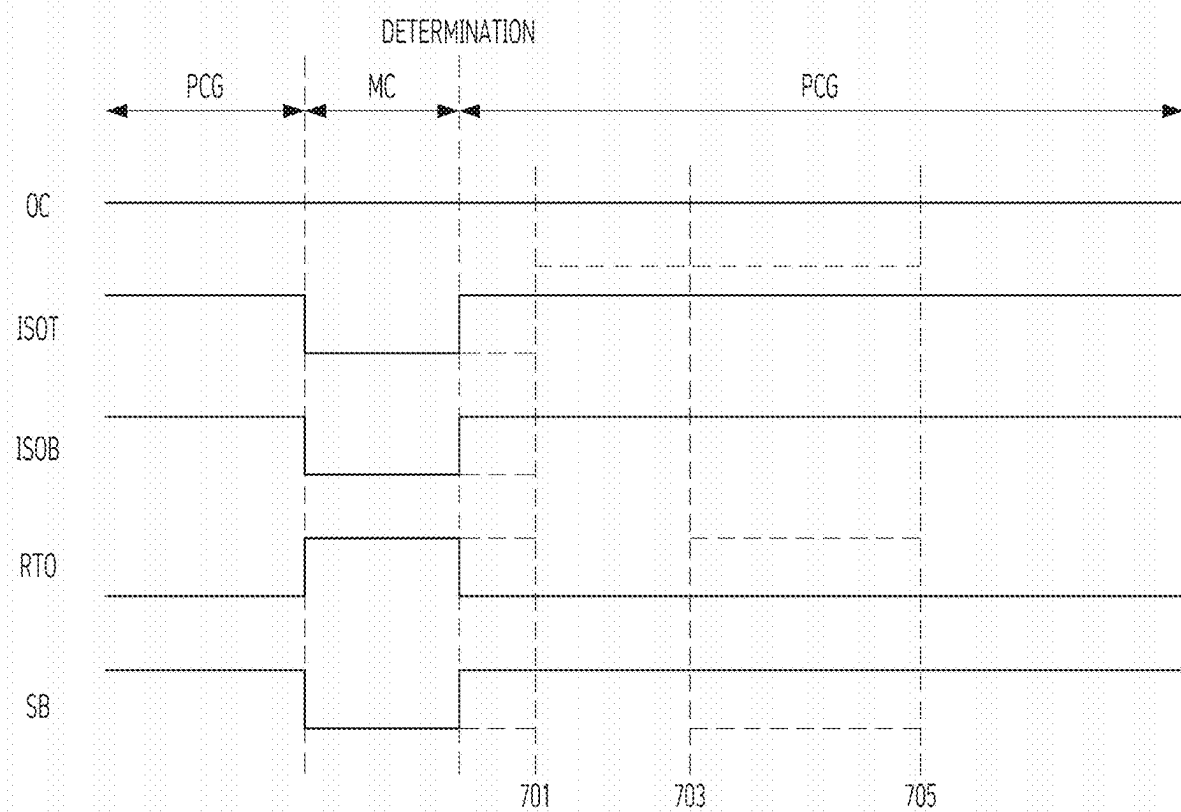 DETERMINATION
PCG MC PCG
OC
ISOT
ISOB
RTO
SB
701 703 705